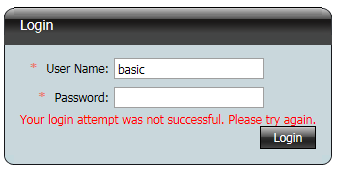 Login
* User Name: basic
* Password:
Your login attempt was not successful. Please try again.
Login